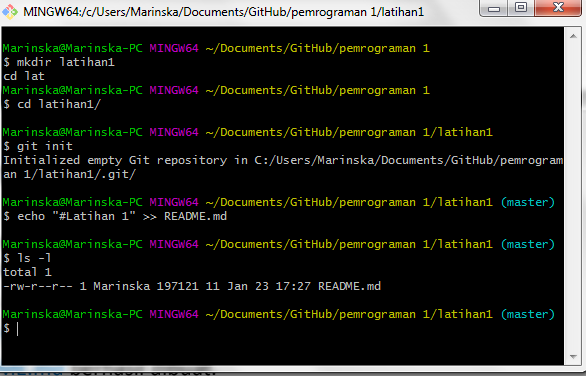 MINGW64:/c/Users/Marinska/Documents/GitHub/pemrograman 1/latihan1
Marinska@Marinska-PC MINGW64 ~/Documents/GitHub/pemrograman 1
$ mkdir latihan1
cd lat
Marinska@Marinska-PC MINGW64 ~/Documents/GitHub/pemrograman 1
$ cd latihan1/
Marinska@Marinska-PC MINGW64 ~/Documents/GitHub/pemrograman 1/latihan1
$ git init
Initialized empty Git repository in C:/Users/Marinska/Documents/GitHub/pemrogram
an 1/latihan1/.git/
Marinska@Marinska-PC MINGW64 ~/Documents/GitHub/pemrograman 1/latihan1 (master)
$ echo "#Latihan 1" >> README.md
Marinska@Marinska-PC MINGW64 ~/Documents/GitHub/pemrograman 1/latihan1 (master)
$ ls -l
total 1
-rw-r--r-- 1 Marinska 197121 11 Jan 23 17:27 README.md
Marinska@Marinska-PC MINGW64 ~/Documents/GitHub/pemrograman 1/latihan1 (master)
$